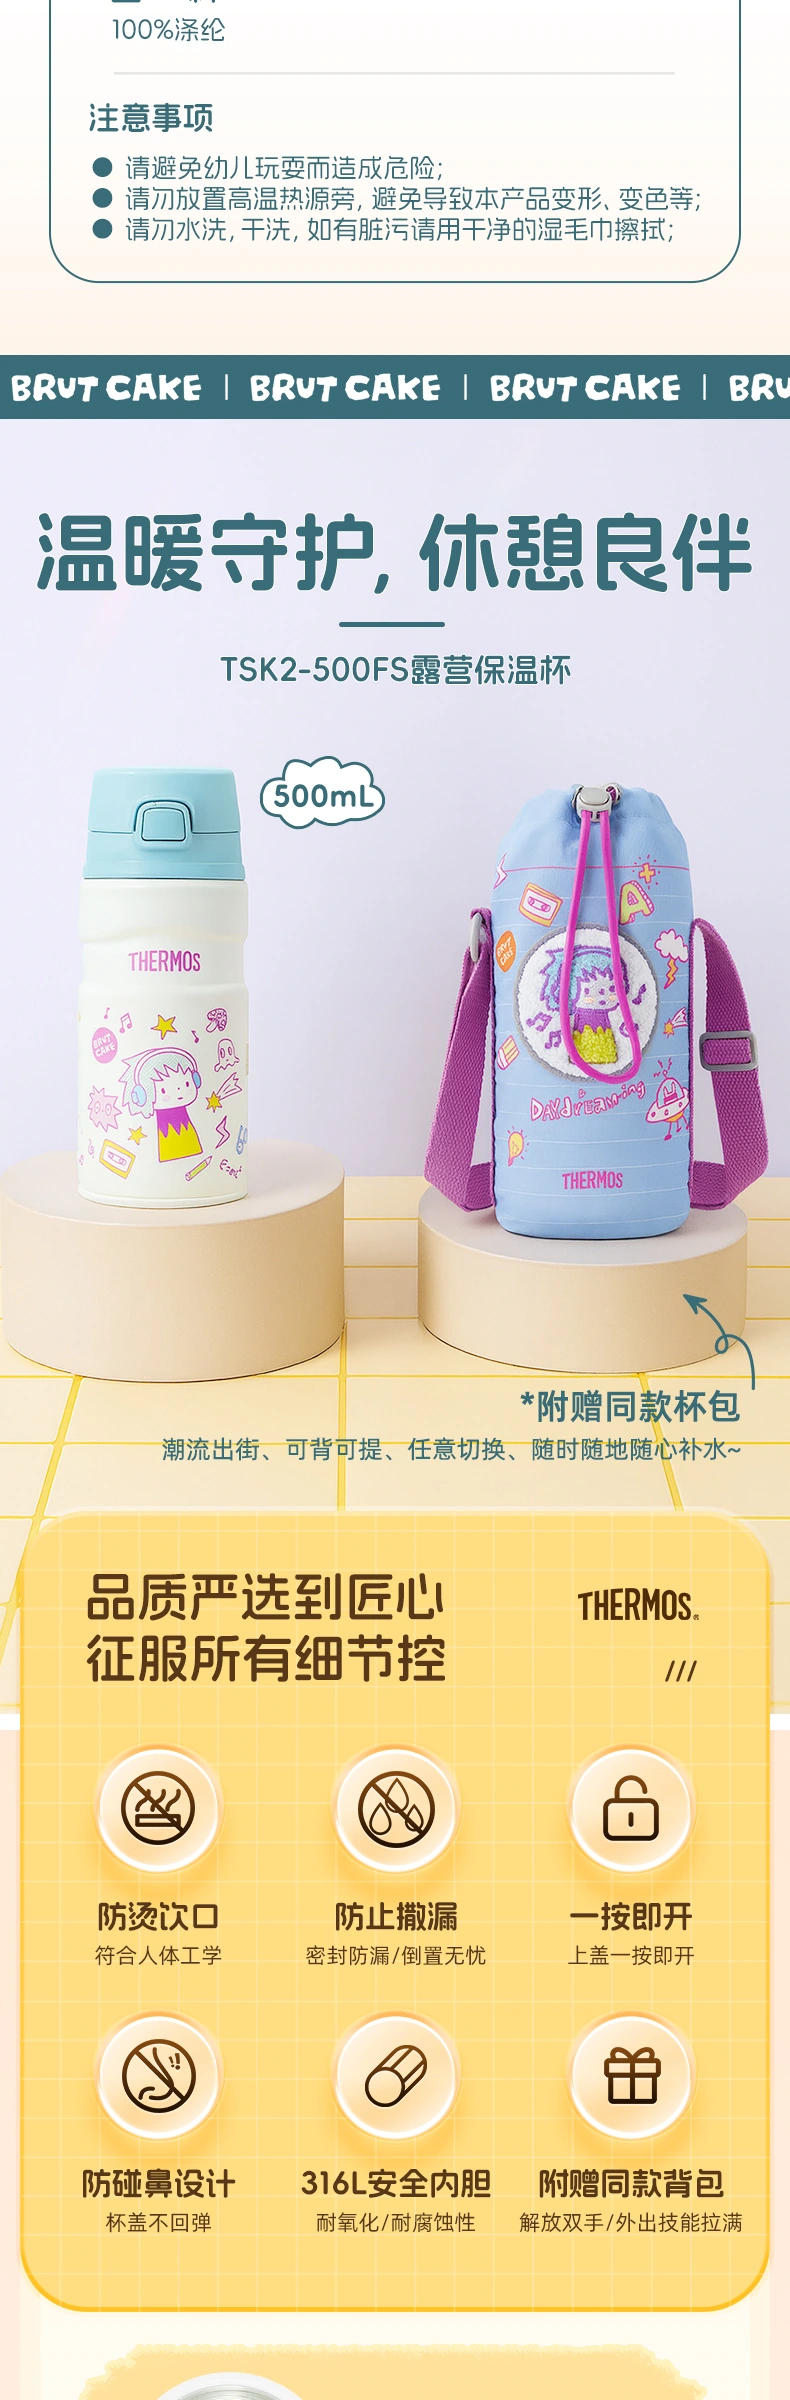 100%涤纶
注意事项
● 请避免幼儿玩耍而造成危险;
● 请勿放置高温热源旁, 避免导致本产品变形、变色等;
● 请勿水洗, 干洗, 如有脏污请用干净的湿毛巾擦拭;
BRUT CAKE | BRUT CAKE | BRUT CAKE | BRU
温暖守护, 休憩良伴
TSK2-500FS露营保温杯
500mL
THERMOS
BRUT CAKE
E=mc²
A+
BRUT CAKE
DAYdreaming
THERMOS
*附赠同款杯包
潮流出街、可背可提、任意切换、随时随地随心补水~
品质严选到匠心
征服所有细节控
THERMOS®
///
防烫饮口
符合人体工学
防止撒漏
密封防漏/倒置无忧
一按即开
上盖一按即开
防碰鼻设计
杯盖不回弹
316L安全内胆
耐氧化/耐腐蚀性
附赠同款背包
解放双手/外出技能拉满